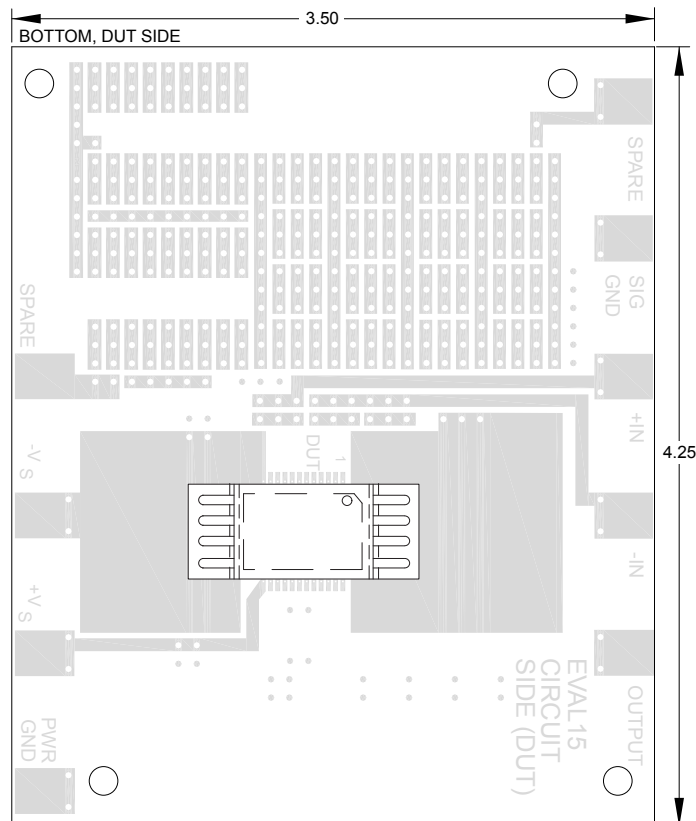 3.50
BOTTOM, DUT SIDE
SPARE
SIG
GND
SPARE
+IN
-V
S
4.25
DUT
1
-IN
+V
S
EVAL15
CIRCUIT
SIDE (DUT)
OUTPUT
PWR
GND